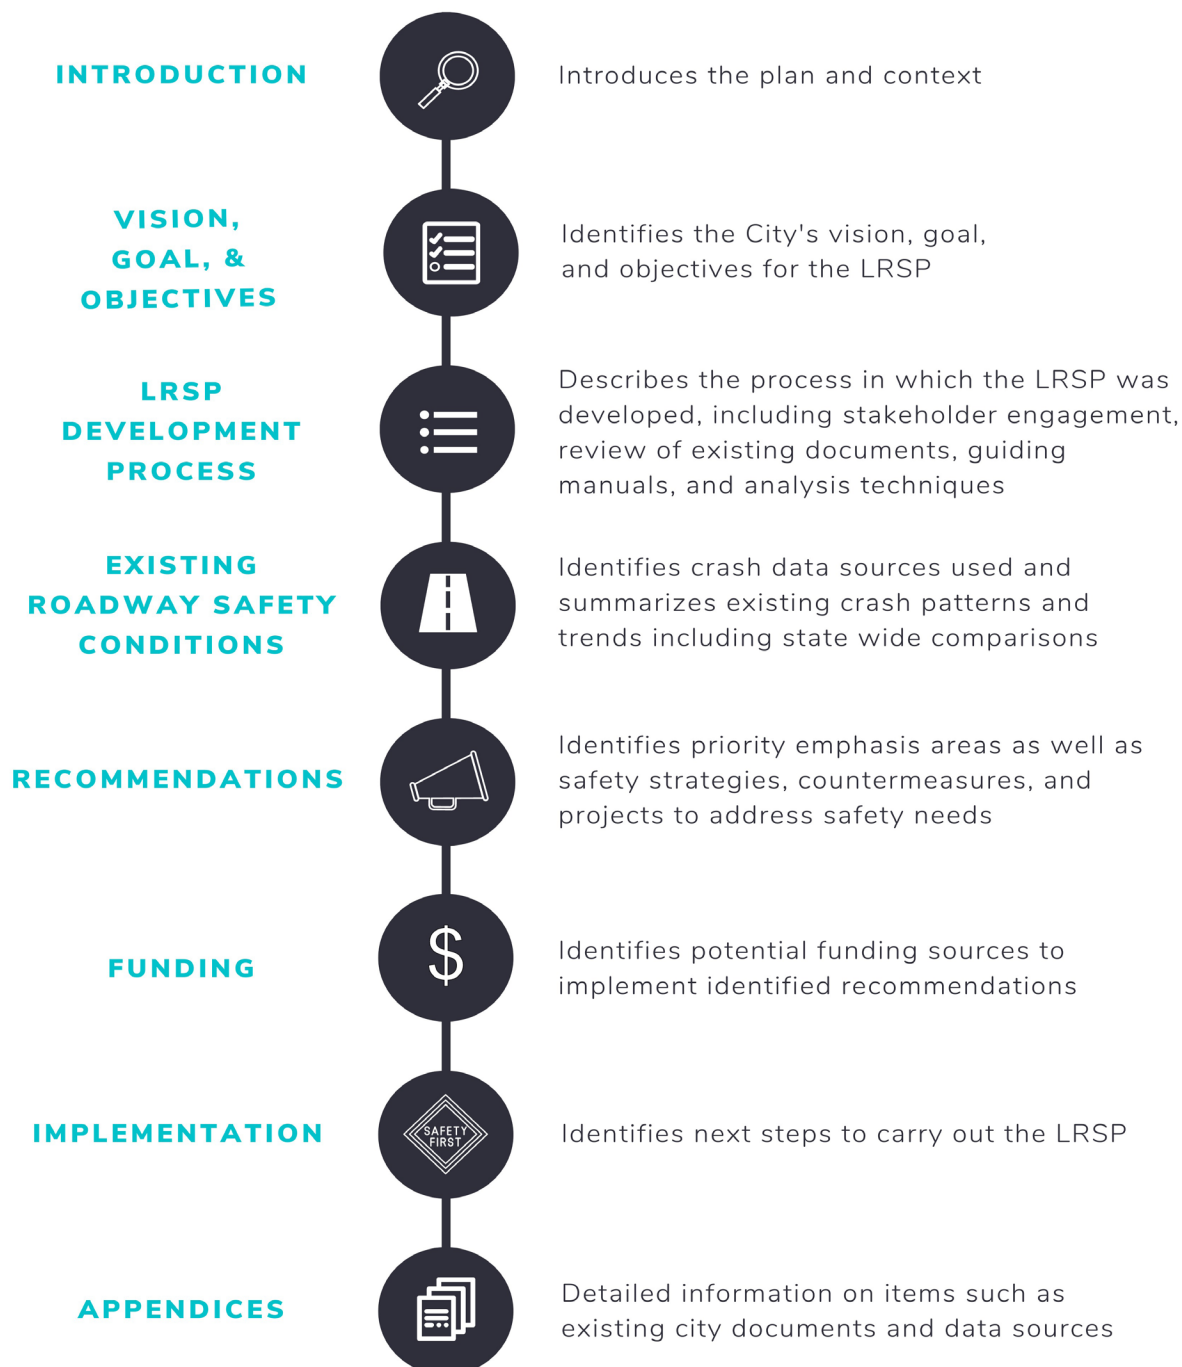 INTRODUCTION
Introduces the plan and context
VISION,
GOAL, &
OBJECTIVES
Identifies the City's vision, goal,
and objectives for the LRSP
LRSP
DEVELOPMENT
PROCESS
Describes the process in which the LRSP was
developed, including stakeholder engagement,
review of existing documents, guiding
manuals, and analysis techniques
EXISTING
ROADWAY SAFETY
CONDITIONS
Identifies crash data sources used and
summarizes existing crash patterns and
trends including state wide comparisons
RECOMMENDATIONS
Identifies priority emphasis areas as well as
safety strategies, countermeasures, and
projects to address safety needs
FUNDING
$
Identifies potential funding sources to
implement identified recommendations
IMPLEMENTATION
SAFETY
FIRST
Identifies next steps to carry out the LRSP
APPENDICES
Detailed information on items such as
existing city documents and data sources